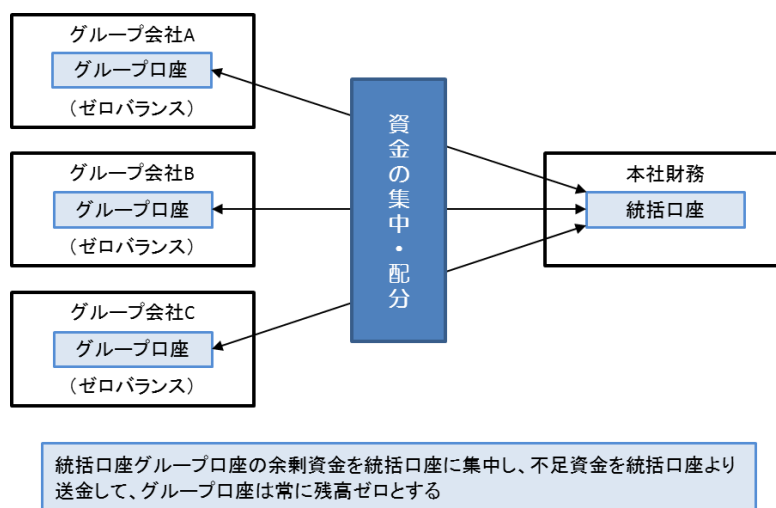 グループ会社A
グループ口座
（ゼロバランス）
グループ会社B
グループ口座
（ゼロバランス）
グループ会社C
グループ口座
（ゼロバランス）
資金の集中・配分
本社財務
統括口座
統括口座グループ口座の余剰資金を統括口座に集中し、不足資金を統括口座より
送金して、グループ口座は常に残高ゼロとする